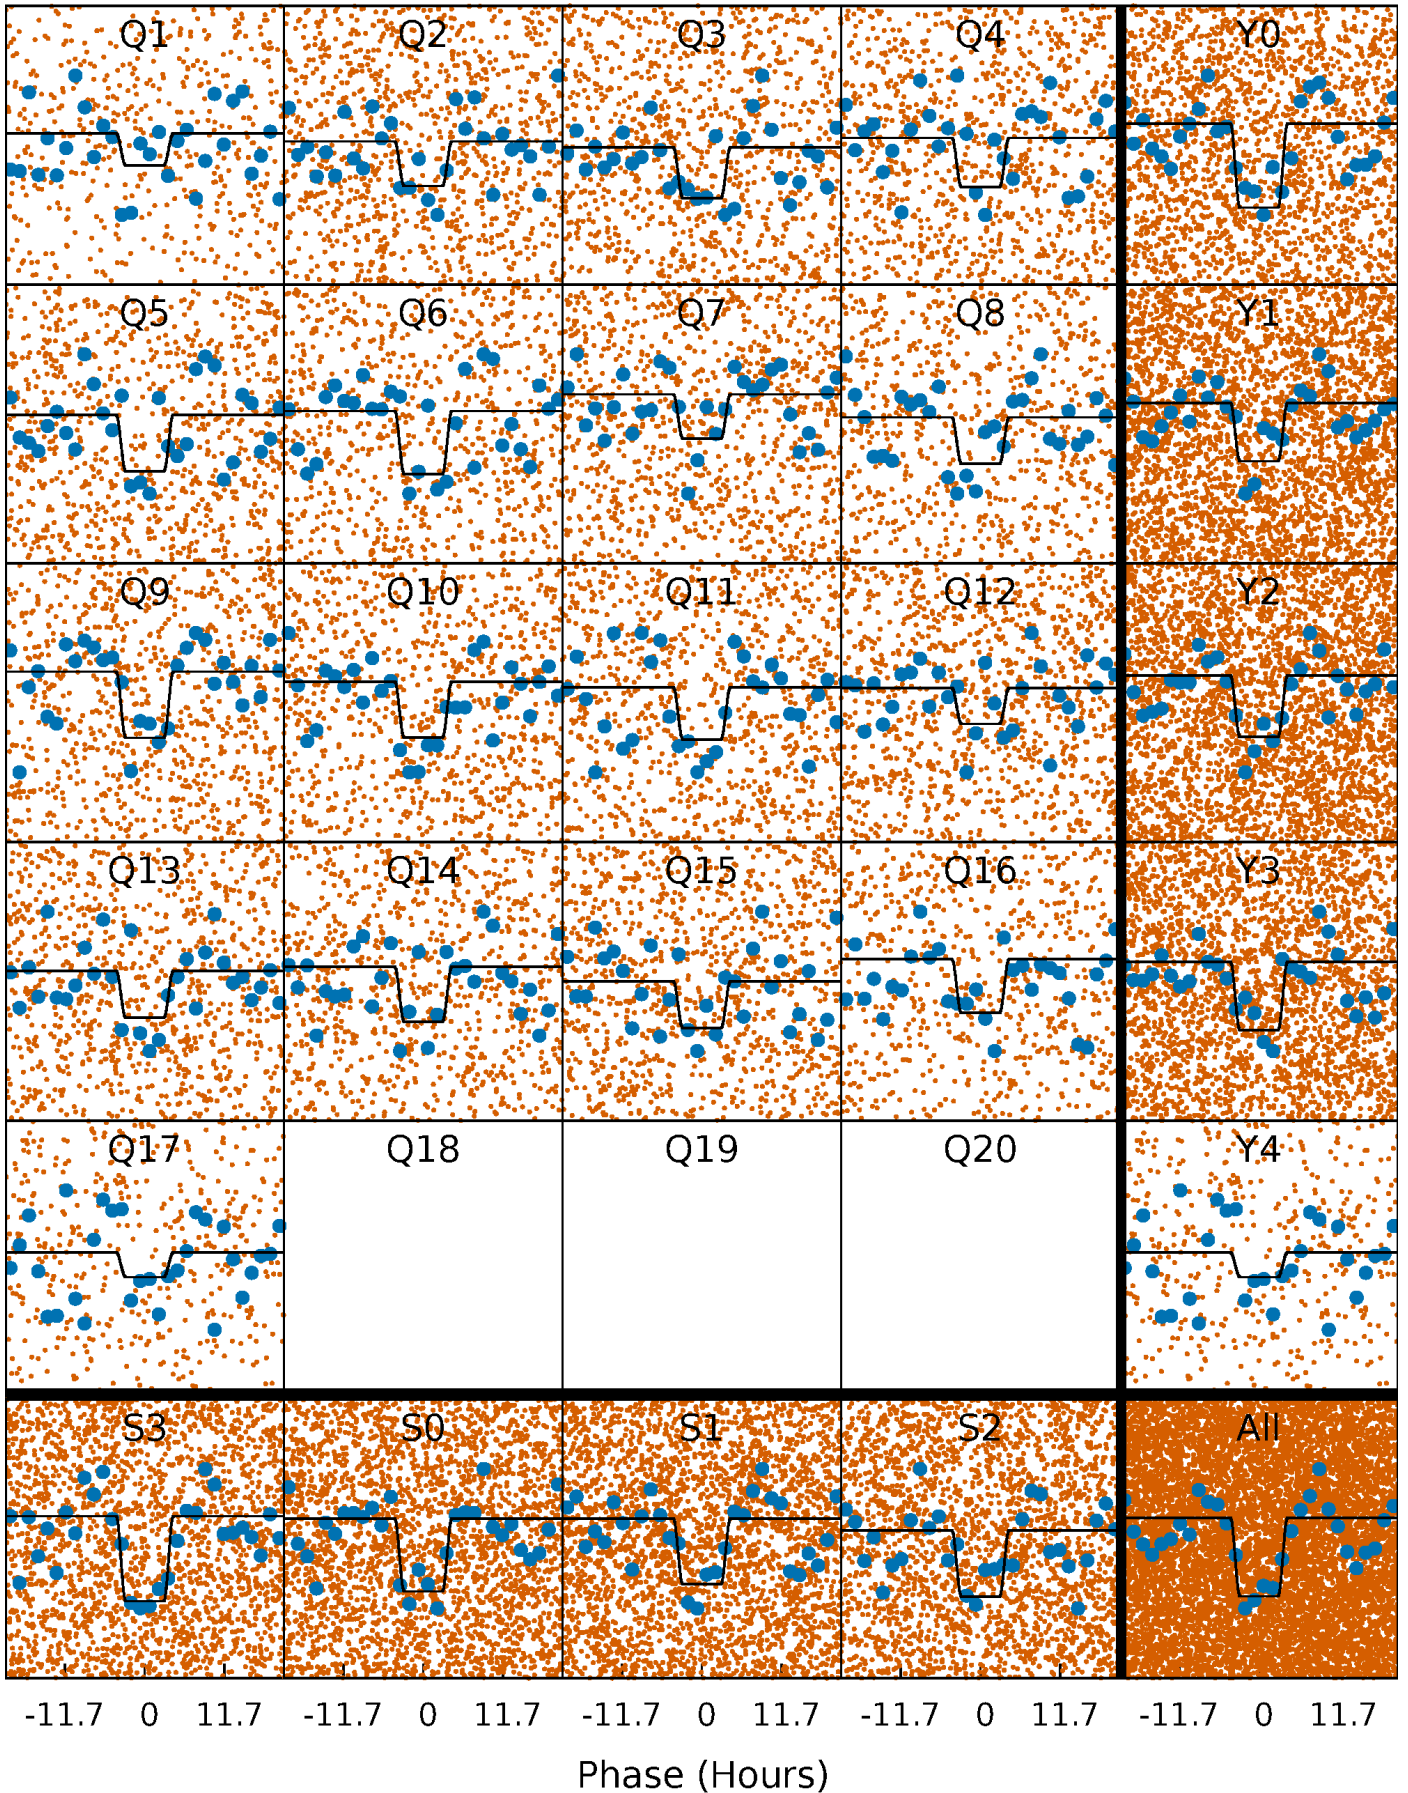 Q1 Q2 Q3 Q4 Y0
Q5 Q6 Q7 Q8 Y1
Q9 Q10 Q11 Q12 Y2
Q13 Q14 Q15 Q16 Y3
Q17 Q18 Q19 Q20 Y4
S3 S0 S1 S2 All
-11.7 0 11.7 -11.7 0 11.7 -11.7 0 11.7 -11.7 0 11.7 -11.7 0 11.7
Phase (Hours)